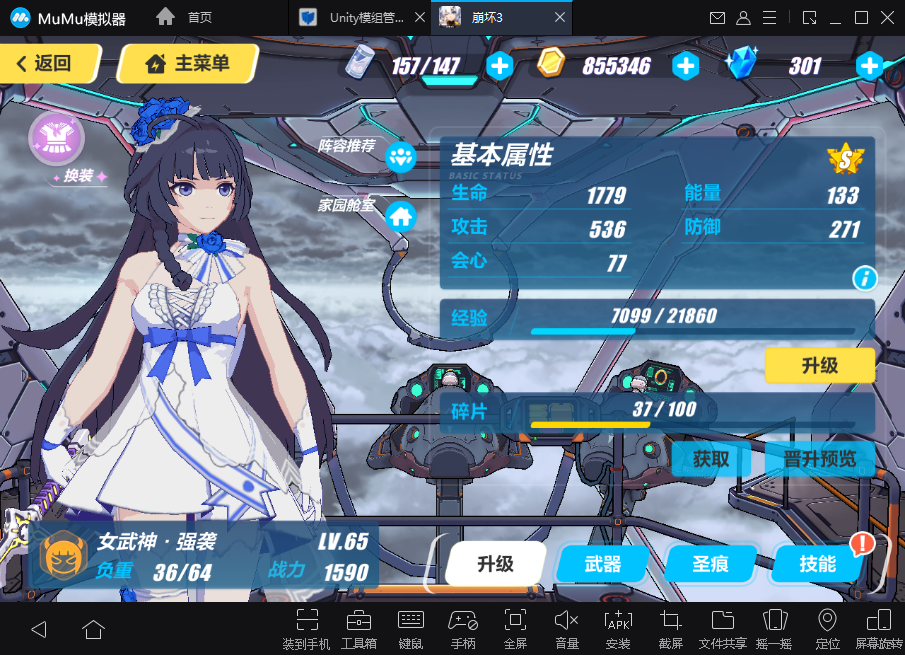 MuMu模拟器
首页
Unity模组管...
崩坏3
返回
主菜单
157/147
855346
301
换装
阵容推荐
家园舱室
基本属性
BASIC STATUS
S
生命 1779 能量 133
攻击 536 防御 271
会心 77
经验 7099 / 21860
升级
碎片 37 / 100
获取 晋升预览
女武神·强袭 LV.65
负重 36/64 战力 1590
升级 武器 圣痕 技能
装到手机 工具箱 键鼠 手柄 全屏 音量 安装 截屏 文件共享 摇一摇 定位 屏幕旋转
APK